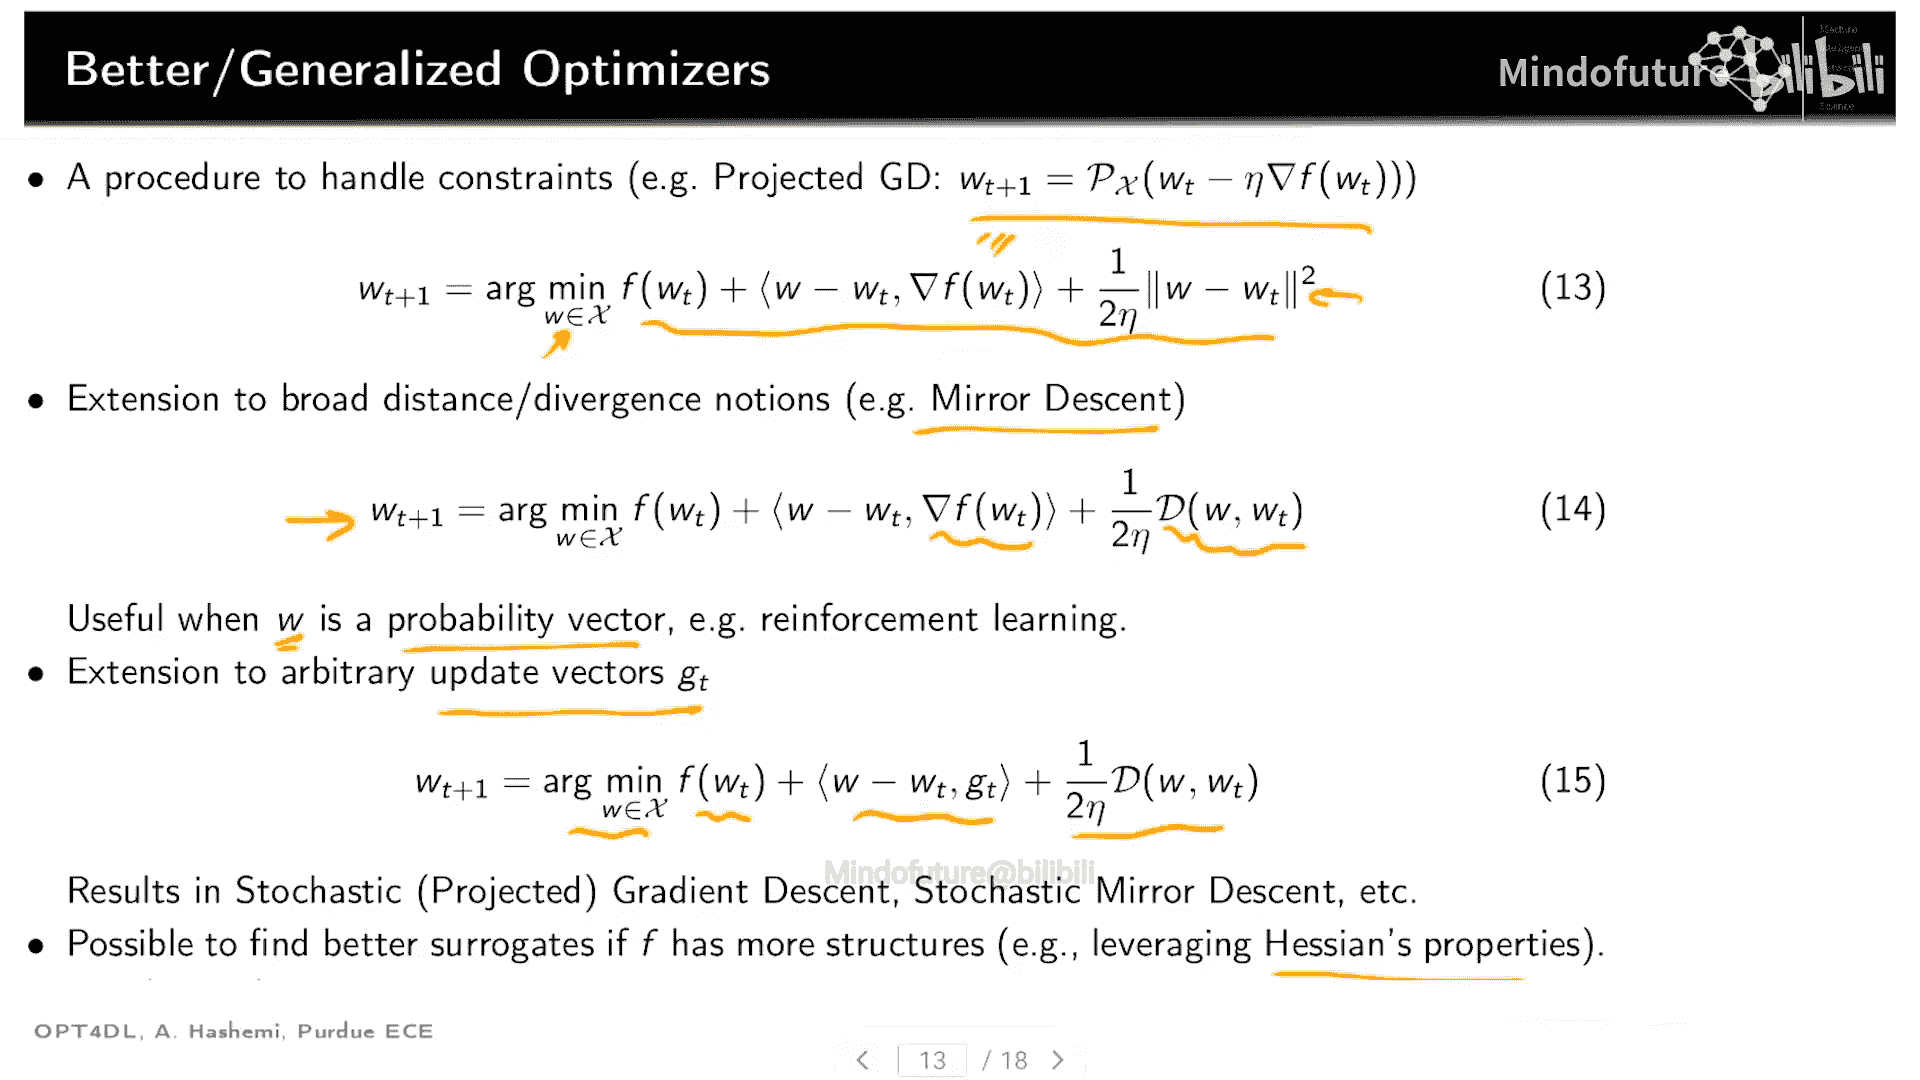 Better/Generalized Optimizers
Mindofuture bilibili
• A procedure to handle constraints (e.g. Projected GD: w_{t+1} = 𝒫_𝒳(w_t − η∇f(w_t)))
w_{t+1} = arg min_{w∈𝒳} f(w_t) + ⟨w − w_t, ∇f(w_t)⟩ + \frac{1}{2η}‖w − w_t‖² (13)
• Extension to broad distance/divergence notions (e.g. Mirror Descent)
w_{t+1} = arg min_{w∈𝒳} f(w_t) + ⟨w − w_t, ∇f(w_t)⟩ + \frac{1}{2η}𝒟(w, w_t) (14)
Useful when w is a probability vector, e.g. reinforcement learning.
• Extension to arbitrary update vectors g_t
w_{t+1} = arg min_{w∈𝒳} f(w_t) + ⟨w − w_t, g_t⟩ + \frac{1}{2η}𝒟(w, w_t) (15)
Mindofuture@bilibili
Results in Stochastic (Projected) Gradient Descent, Stochastic Mirror Descent, etc.
• Possible to find better surrogates if f has more structures (e.g., leveraging Hessian's properties).
OPT4DL, A. Hashemi, Purdue ECE
13 / 18